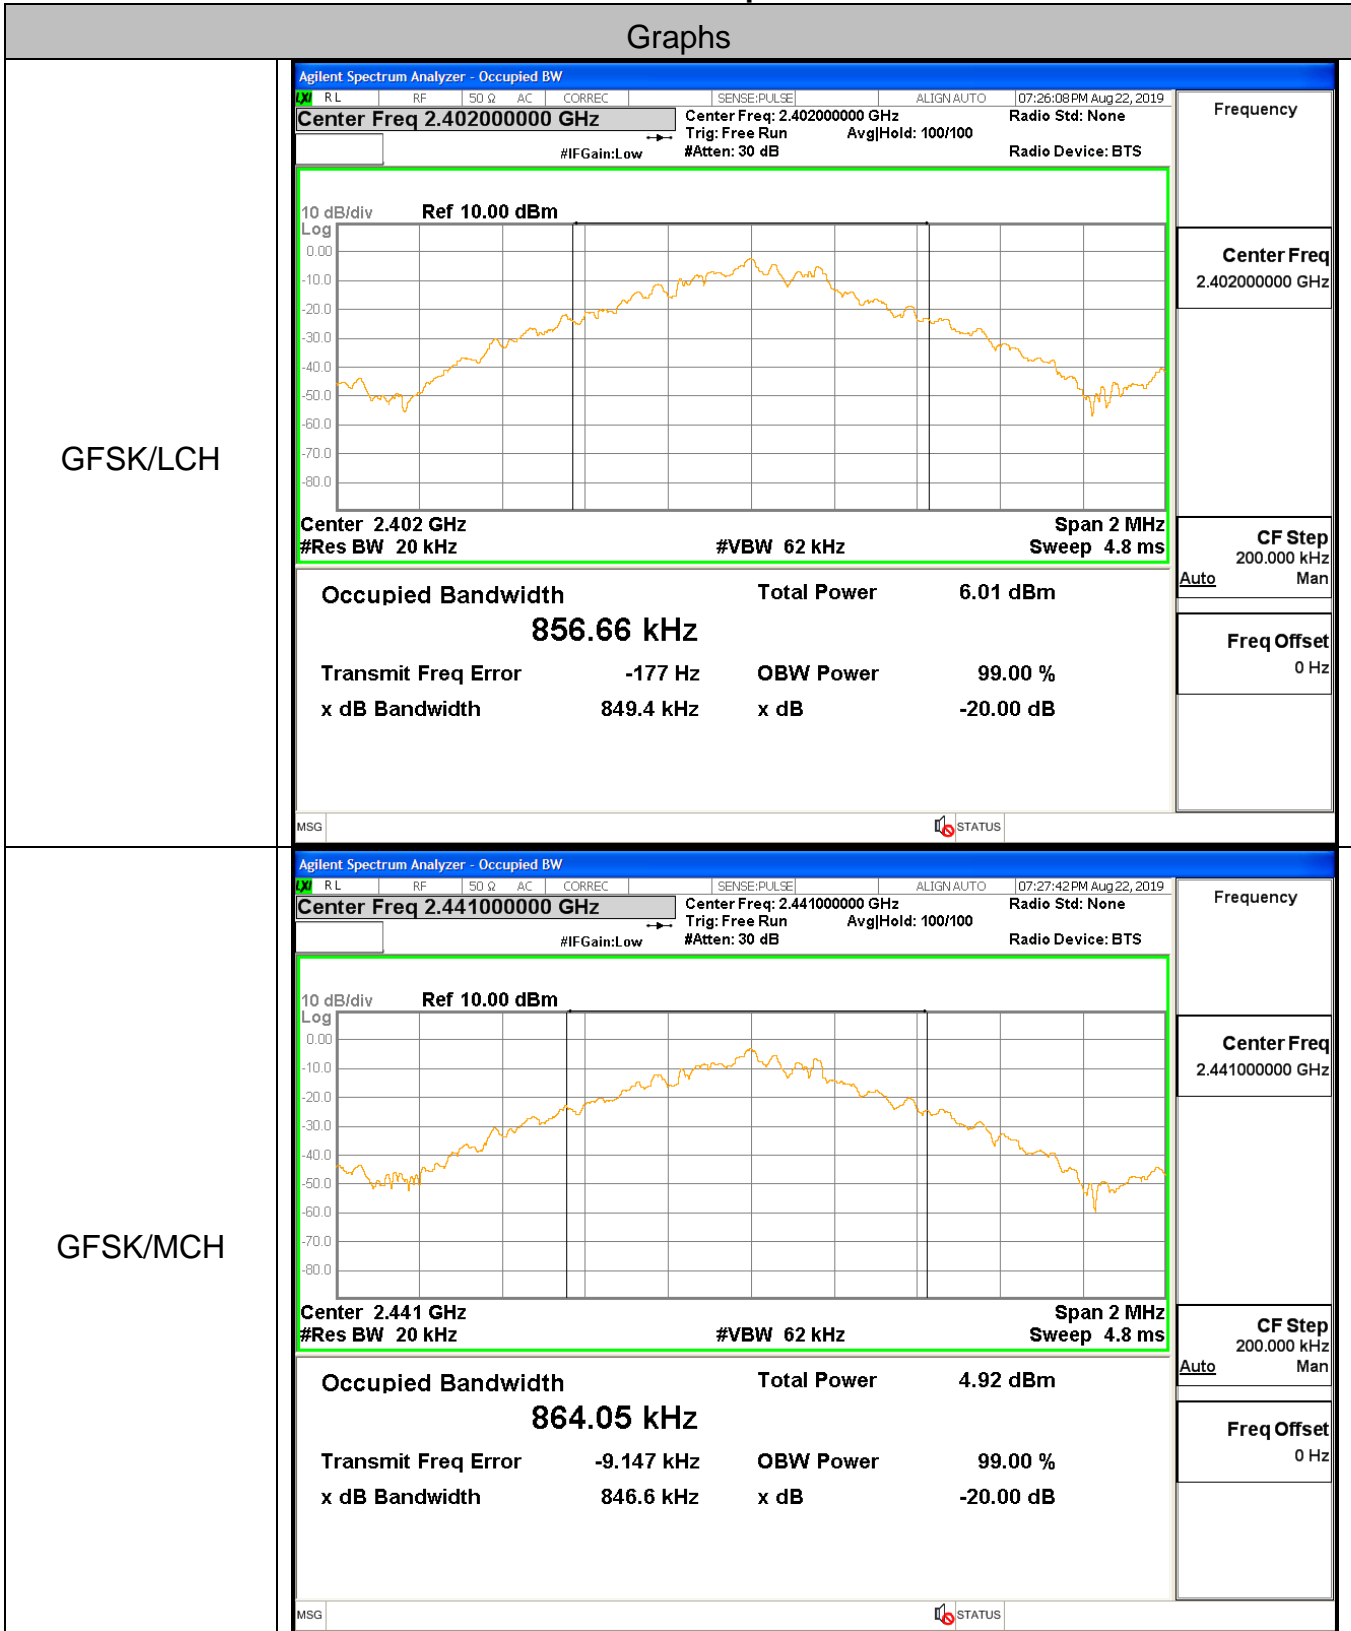 Graphs
GFSK/LCH
Agilent Spectrum Analyzer - Occupied BW
LXI RL RF 50 Ω AC CORREC SENSE:PULSE ALIGN AUTO 07:26:08 PM Aug 22, 2019
Center Freq 2.402000000 GHz
Center Freq: 2.402000000 GHz
Radio Std: None
Trig: Free Run Avg|Hold: 100/100
#IFGain:Low #Atten: 30 dB Radio Device: BTS
10 dB/div Ref 10.00 dBm
Log
0.00
-10.0
-20.0
-30.0
-40.0
-50.0
-60.0
-70.0
-80.0
Center 2.402 GHz Span 2 MHz
#Res BW 20 kHz #VBW 62 kHz Sweep 4.8 ms
Occupied Bandwidth Total Power 6.01 dBm
856.66 kHz
Transmit Freq Error -177 Hz OBW Power 99.00 %
x dB Bandwidth 849.4 kHz x dB -20.00 dB
MSG STATUS
Frequency
Center Freq
2.402000000 GHz
CF Step
200.000 kHz
Auto Man
Freq Offset
0 Hz
GFSK/MCH
Agilent Spectrum Analyzer - Occupied BW
LXI RL RF 50 Ω AC CORREC SENSE:PULSE ALIGN AUTO 07:27:42 PM Aug 22, 2019
Center Freq 2.441000000 GHz
Center Freq: 2.441000000 GHz
Radio Std: None
Trig: Free Run Avg|Hold: 100/100
#IFGain:Low #Atten: 30 dB Radio Device: BTS
10 dB/div Ref 10.00 dBm
Log
0.00
-10.0
-20.0
-30.0
-40.0
-50.0
-60.0
-70.0
-80.0
Center 2.441 GHz Span 2 MHz
#Res BW 20 kHz #VBW 62 kHz Sweep 4.8 ms
Occupied Bandwidth Total Power 4.92 dBm
864.05 kHz
Transmit Freq Error -9.147 kHz OBW Power 99.00 %
x dB Bandwidth 846.6 kHz x dB -20.00 dB
MSG STATUS
Frequency
Center Freq
2.441000000 GHz
CF Step
200.000 kHz
Auto Man
Freq Offset
0 Hz